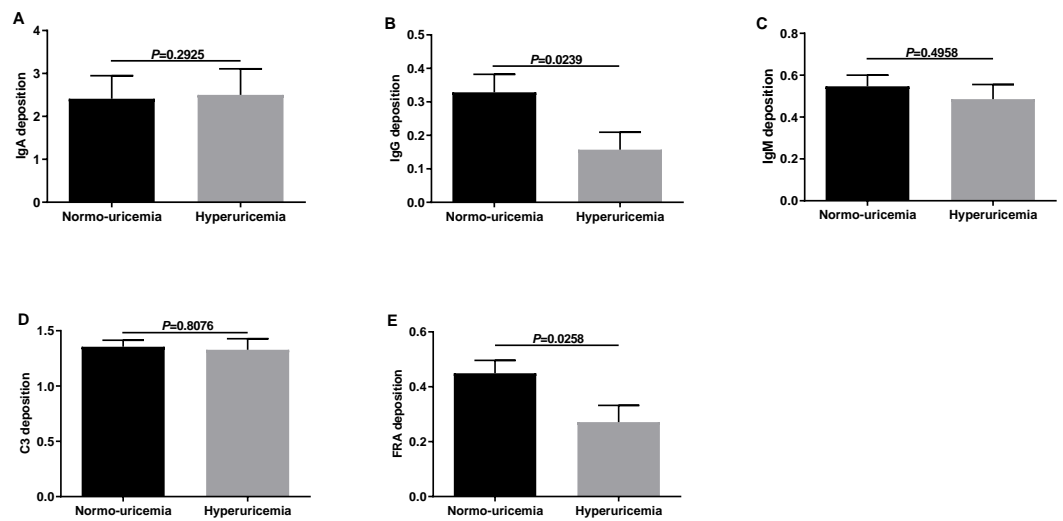 A
P=0.2925
IgA deposition
4
3
2
1
0
Normo-uricemia Hyperuricemia
B
P=0.0239
IgG deposition
0.5
0.4
0.3
0.2
0.1
0.0
Normo-uricemia Hyperuricemia
C
P=0.4958
IgM deposition
0.8
0.6
0.4
0.2
0.0
Normo-uricemia Hyperuricemia
D
P=0.8076
C3 deposition
1.5
1.0
0.5
0.0
Normo-uricemia Hyperuricemia
E
P=0.0258
FRA deposition
0.6
0.4
0.2
0.0
Normo-uricemia Hyperuricemia